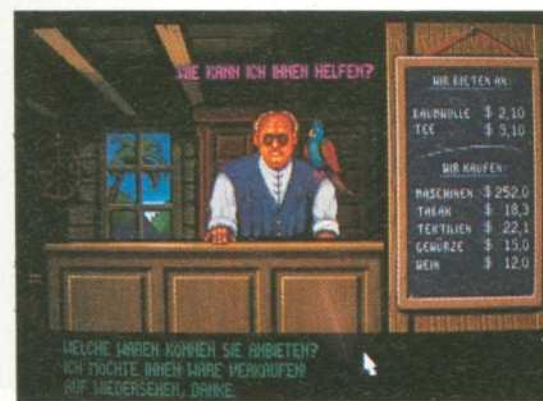 WIE KANN ICH IHNEN HELFEN?
WIR BIETEN AN:
BAUMWOLLE $ 2,10
TEE $ 5,10
WIR KAUFEN:
MASCHINEN $ 252,0
TABAK $ 18,3
TEXTILIEN $ 22,1
GEWÜRZE $ 15,0
WEIN $ 12,0
WELCHE WAREN KÖNNEN SIE ANBIETEN?
ICH MÖCHTE IHNEN WARE VERKAUFEN!
AUF WIEDERSEHEN, DANKE.